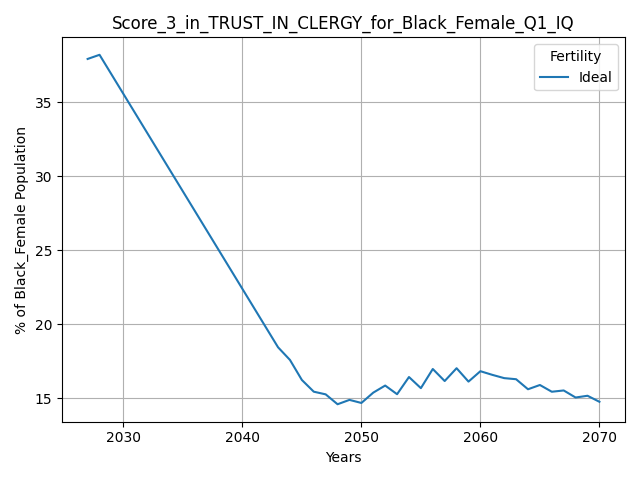 Score_3_in_TRUST_IN_CLERGY_for_Black_Female_Q1_IQ
Fertility
Ideal
% of Black_Female Population
35
30
25
20
15
2030 2040 2050 2060 2070
Years